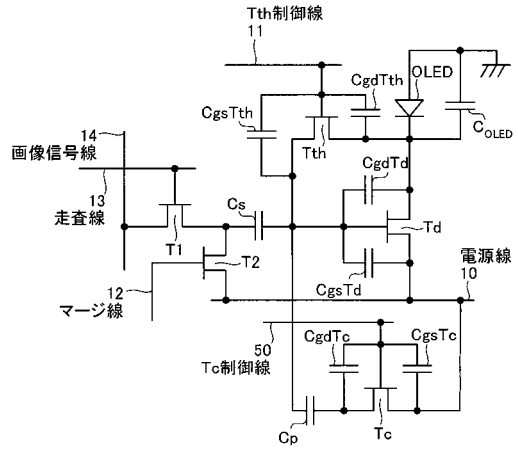 Tth制御線
11
CgdTth
OLED
CgsTth
COLED
14
画像信号線
13
走査線
Tth
CgdTd
Cs
Td
T1
T2
電源線
10
12
マージ線
CgsTd
50
Tc制御線
CgdTc
CgsTc
Cp
Tc